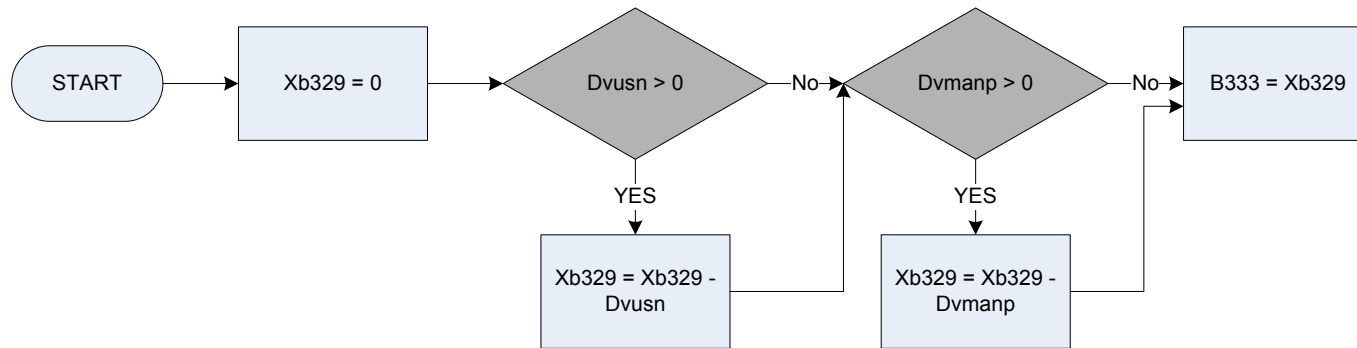 START
Xb329 = 0
Dvusn > 0
No
Dvmanp > 0
No
B333 = Xb329
YES
YES
Xb329 = Xb329 -
Dvusn
Xb329 = Xb329 -
Dvmanp